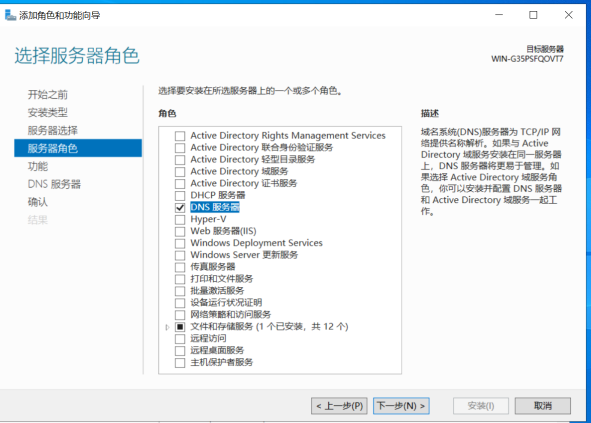 添加角色和功能向导
选择服务器角色
目标服务器
WIN-G35PSFQOVT7
开始之前
安装类型
服务器选择
服务器角色
功能
DNS 服务器
确认
结果
选择要安装在所选服务器上的一个或多个角色。
角色
Active Directory Rights Management Services
Active Directory 联合身份验证服务
Active Directory 轻型目录服务
Active Directory 域服务
Active Directory 证书服务
DHCP 服务器
DNS 服务器
Hyper-V
Web 服务器(IIS)
Windows Deployment Services
Windows Server 更新服务
传真服务器
打印和文件服务
批量激活服务
设备运行状况证明
网络策略和访问服务
文件和存储服务 (1 个已安装，共 12 个)
远程访问
远程桌面服务
主机保护者服务
描述
域名系统(DNS)服务器为 TCP/IP 网
络提供名称解析。如果与 Active
Directory 域服务安装在同一服务器
上，DNS 服务器将更易于管理。如
果选择 Active Directory 域服务角
色，你可以安装并配置 DNS 服务器
和 Active Directory 域服务一起工
作。
< 上一步(P)
下一步(N) >
安装(I)
取消